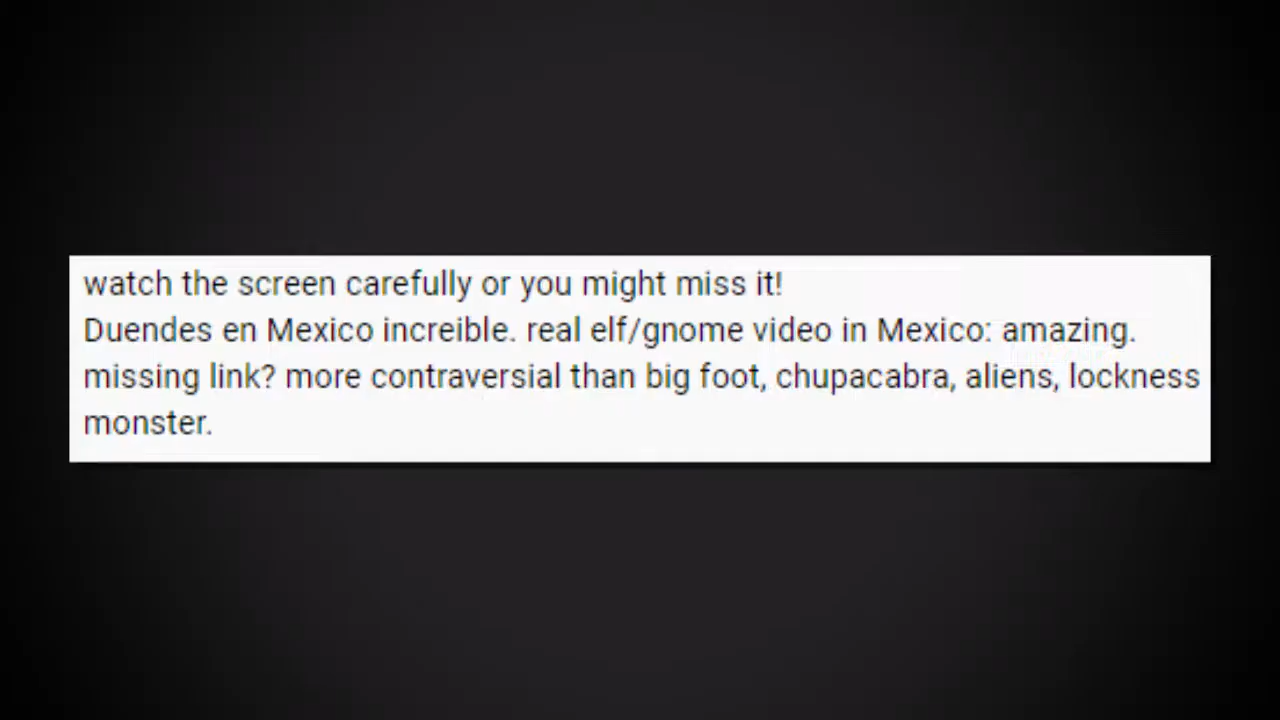 watch the screen carefully or you might miss it!
Duendes en Mexico increible. real elf/gnome video in Mexico: amazing.
missing link? more contraversial than big foot, chupacabra, aliens, lockness
monster.